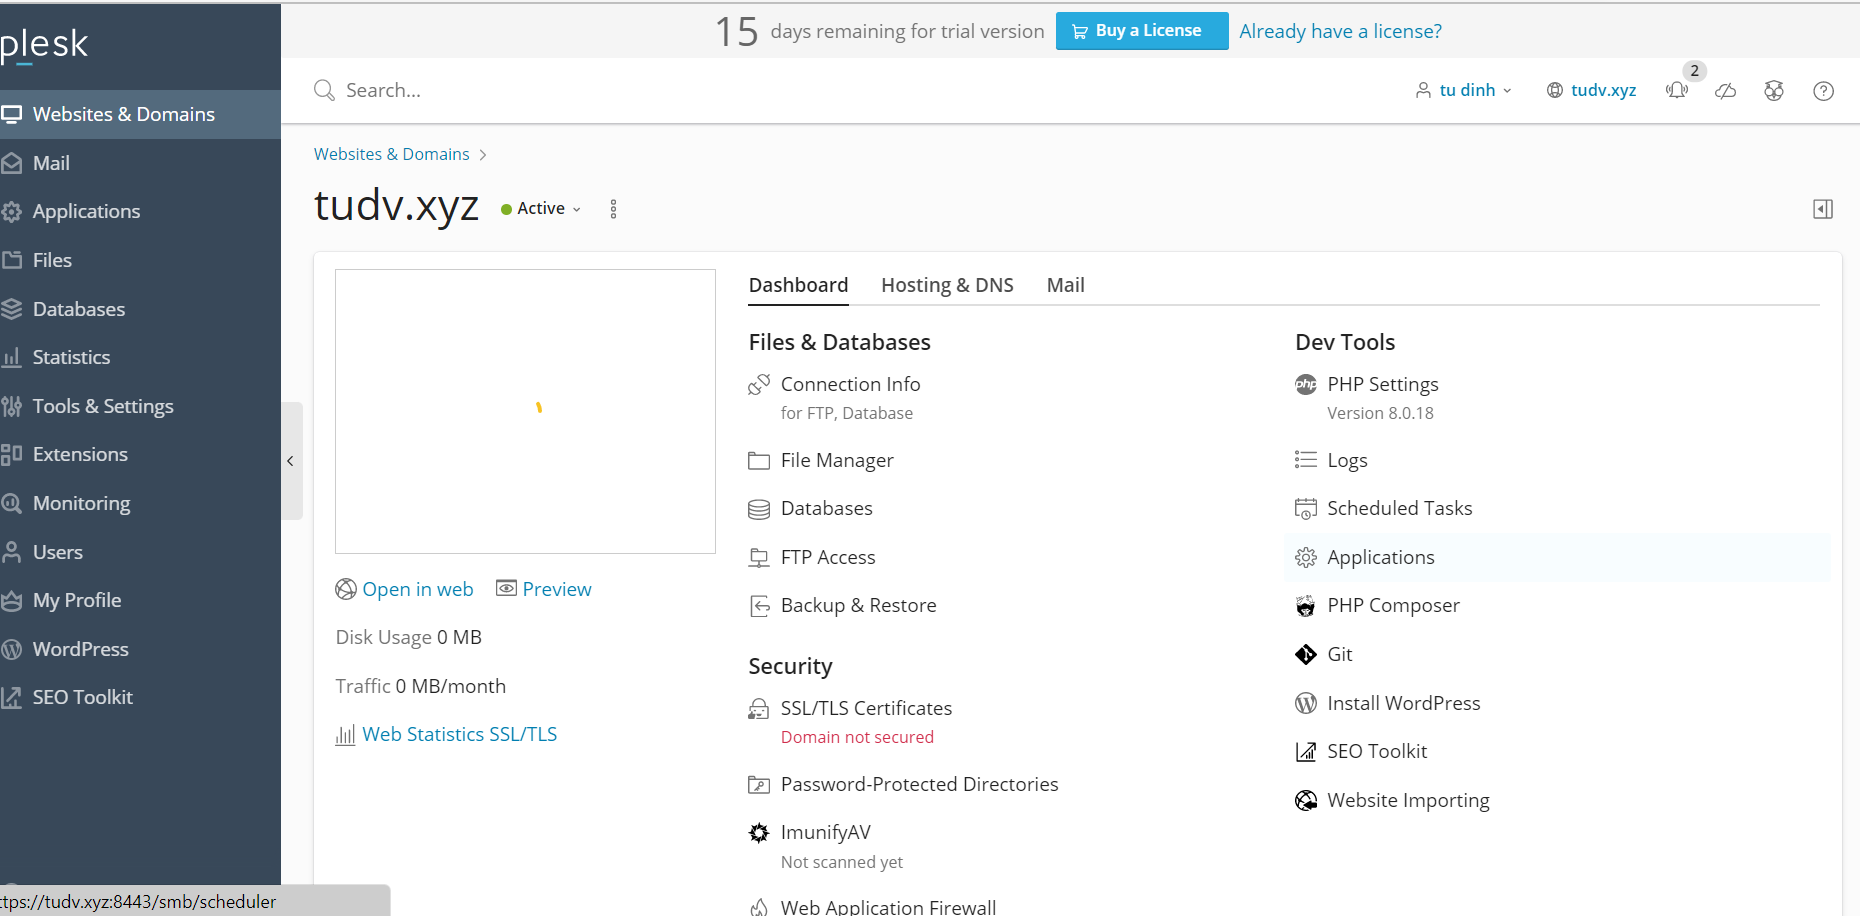 plesk
Websites & Domains
Mail
Applications
Files
Databases
Statistics
Tools & Settings
Extensions
Monitoring
Users
My Profile
WordPress
SEO Toolkit
15 days remaining for trial version Buy a License Already have a license?
Search... tu dinh tudv.xyz 2
Websites & Domains
tudv.xyz Active
Dashboard Hosting & DNS Mail
Open in web Preview
Disk Usage 0 MB
Traffic 0 MB/month
Web Statistics SSL/TLS
Files & Databases
Connection Info
for FTP, Database
File Manager
Databases
FTP Access
Backup & Restore
Security
SSL/TLS Certificates
Domain not secured
Password-Protected Directories
ImunifyAV
Not scanned yet
Web Application Firewall
Dev Tools
php PHP Settings
Version 8.0.18
Logs
Scheduled Tasks
Applications
PHP Composer
Git
Install WordPress
SEO Toolkit
Website Importing
ttps://tudv.xyz:8443/smb/scheduler